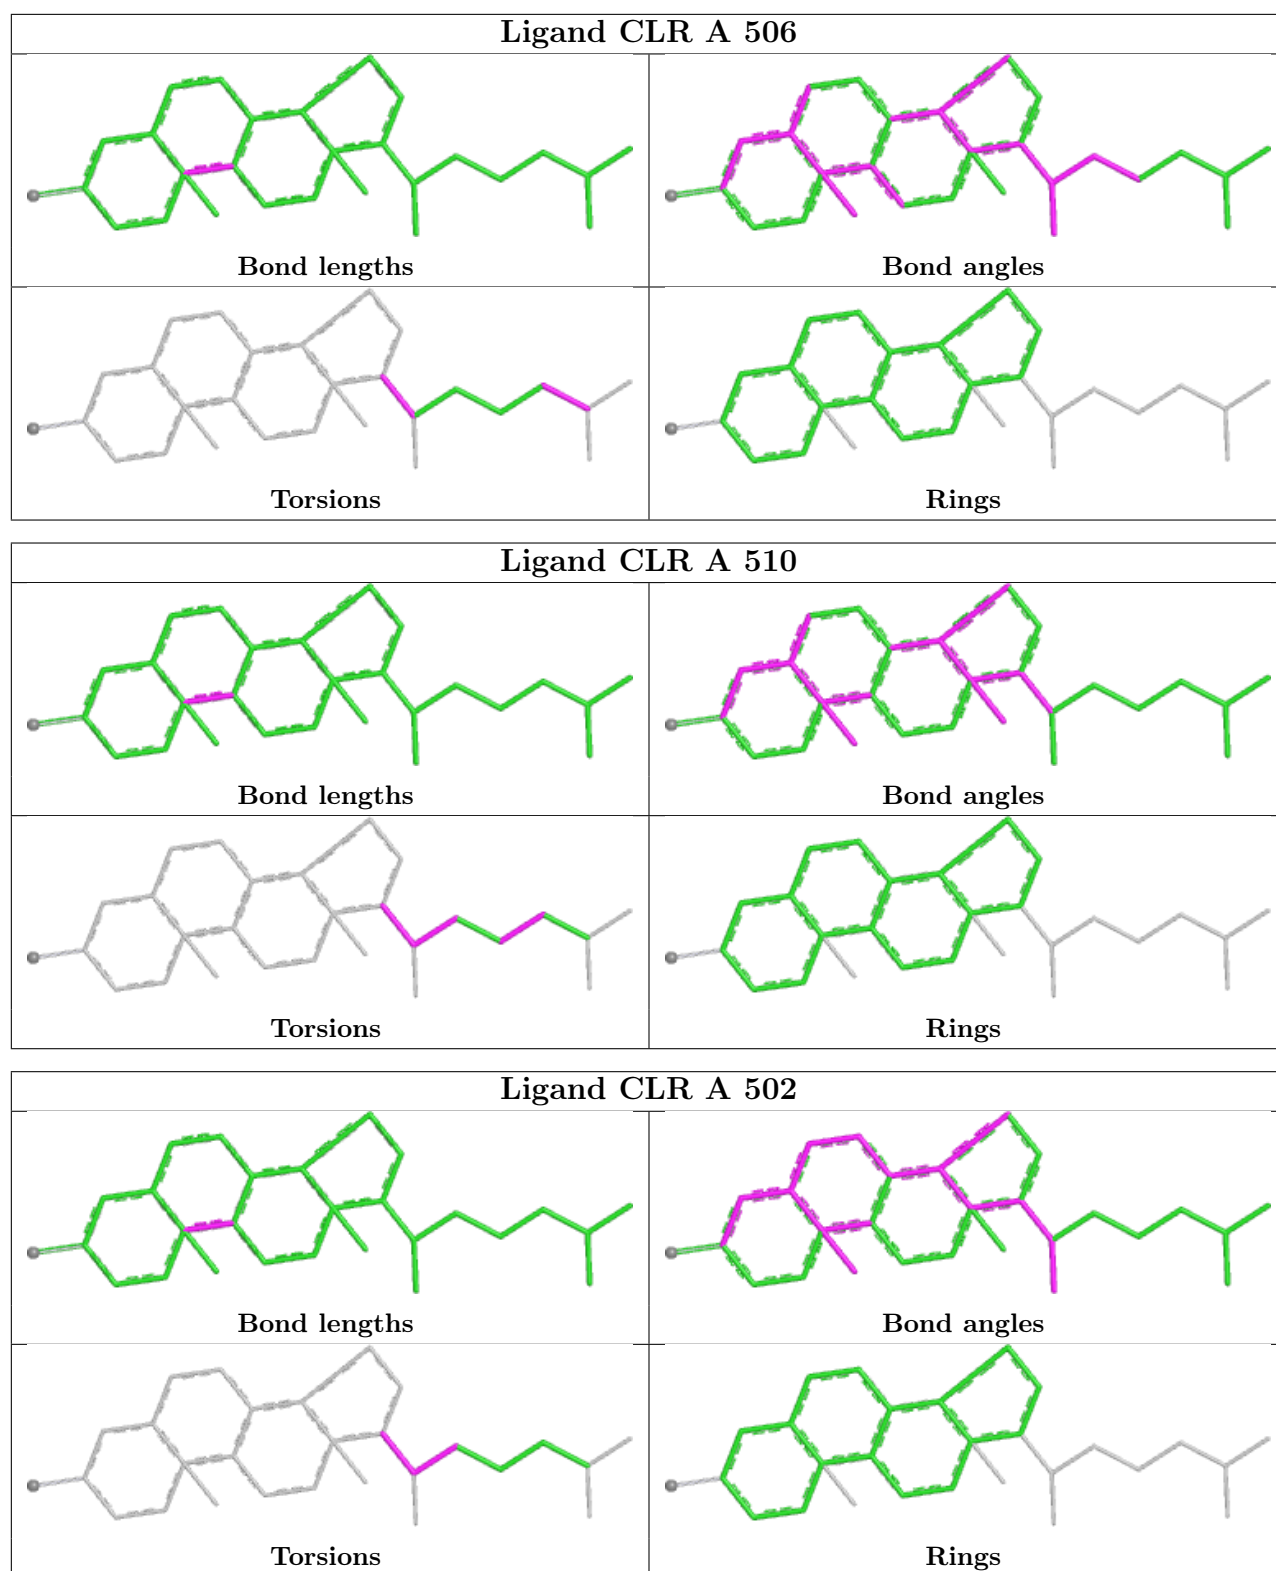 Ligand CLR A 506
Bond lengths
Bond angles
Torsions
Rings
Ligand CLR A 510
Bond lengths
Bond angles
Torsions
Rings
Ligand CLR A 502
Bond lengths
Bond angles
Torsions
Rings